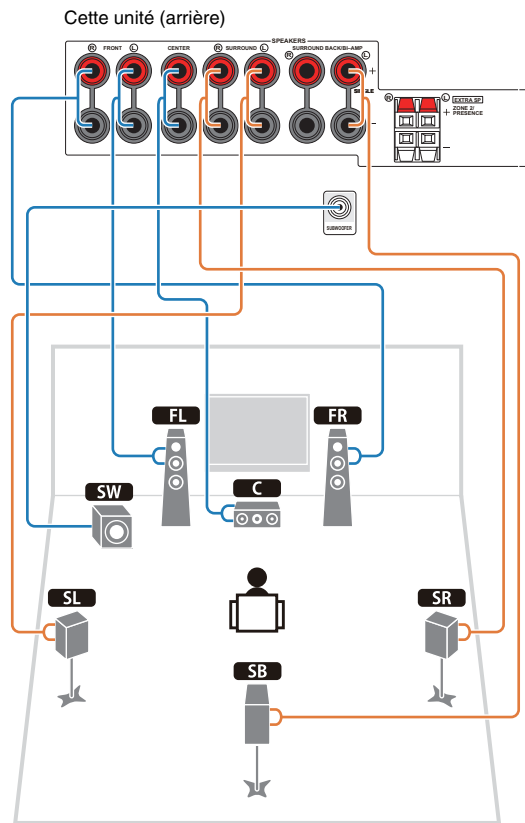 Cette unité (arrière)
SPEAKERS
R FRONT L
CENTER
R SURROUND L
SURROUND BACK/BI-AMP
R L
+
SINGLE
-
R L EXTRA SP
+ ZONE 2/
PRESENCE
-
SUBWOOFER
FL
FR
SW
C
SL
SR
SB